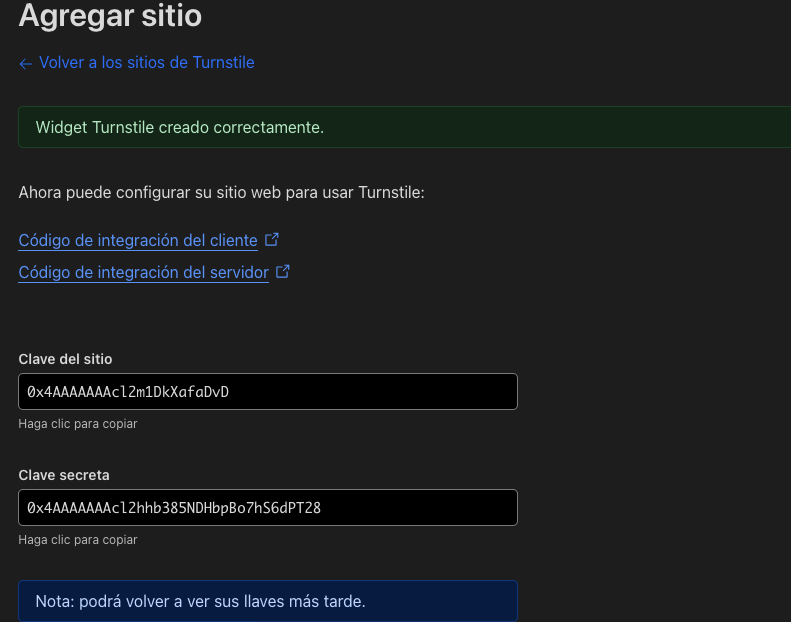 Agregar sitio
← Volver a los sitios de Turnstile
Widget Turnstile creado correctamente.
Ahora puede configurar su sitio web para usar Turnstile:
Código de integración del cliente
Código de integración del servidor
Clave del sitio
0x4AAAAAAAcl2m1DkXafaDvD
Haga clic para copiar
Clave secreta
0x4AAAAAAAcl2hhb385NDHbpBo7hS6dPT28
Haga clic para copiar
Nota: podrá volver a ver sus llaves más tarde.